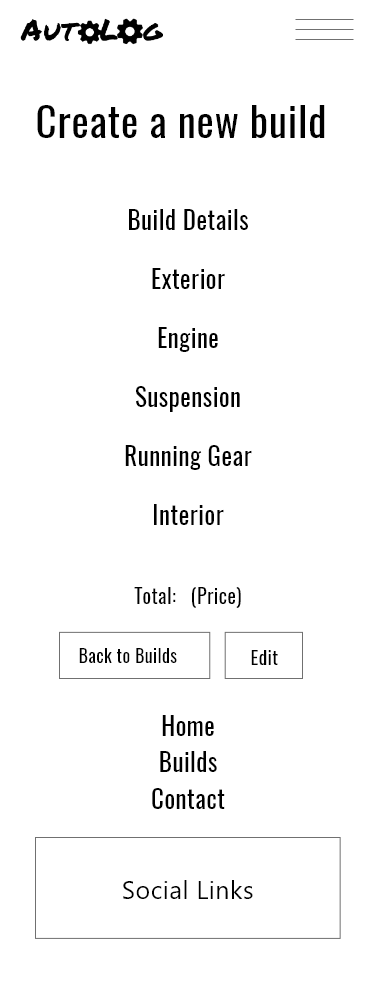 AutoLog
Create a new build
Build Details
Exterior
Engine
Suspension
Running Gear
Interior
Total: (Price)
Back to Builds
Edit
Home
Builds
Contact
Social Links